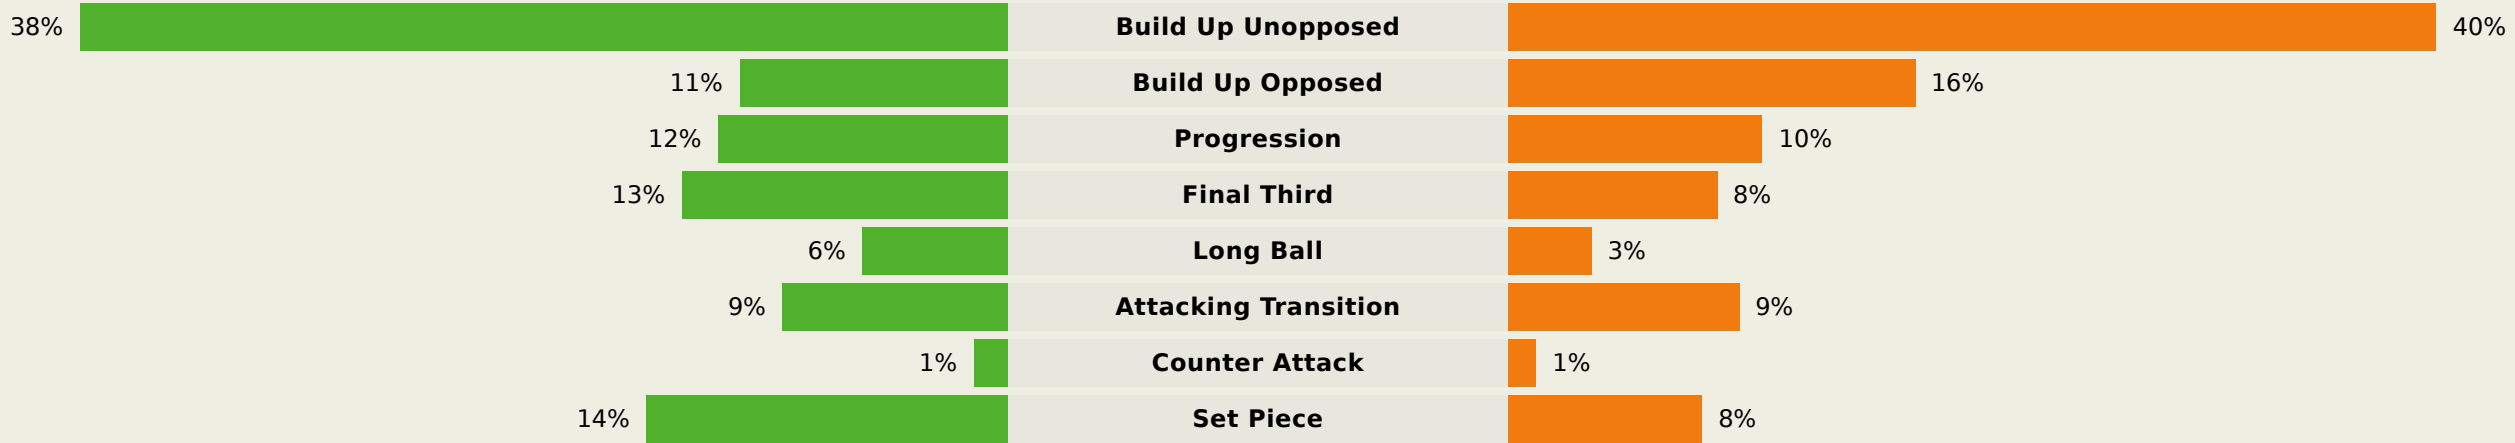 38% Build Up Unopposed 40%
11% Build Up Opposed 16%
12% Progression 10%
13% Final Third 8%
6% Long Ball 3%
9% Attacking Transition 9%
1% Counter Attack 1%
14% Set Piece 8%